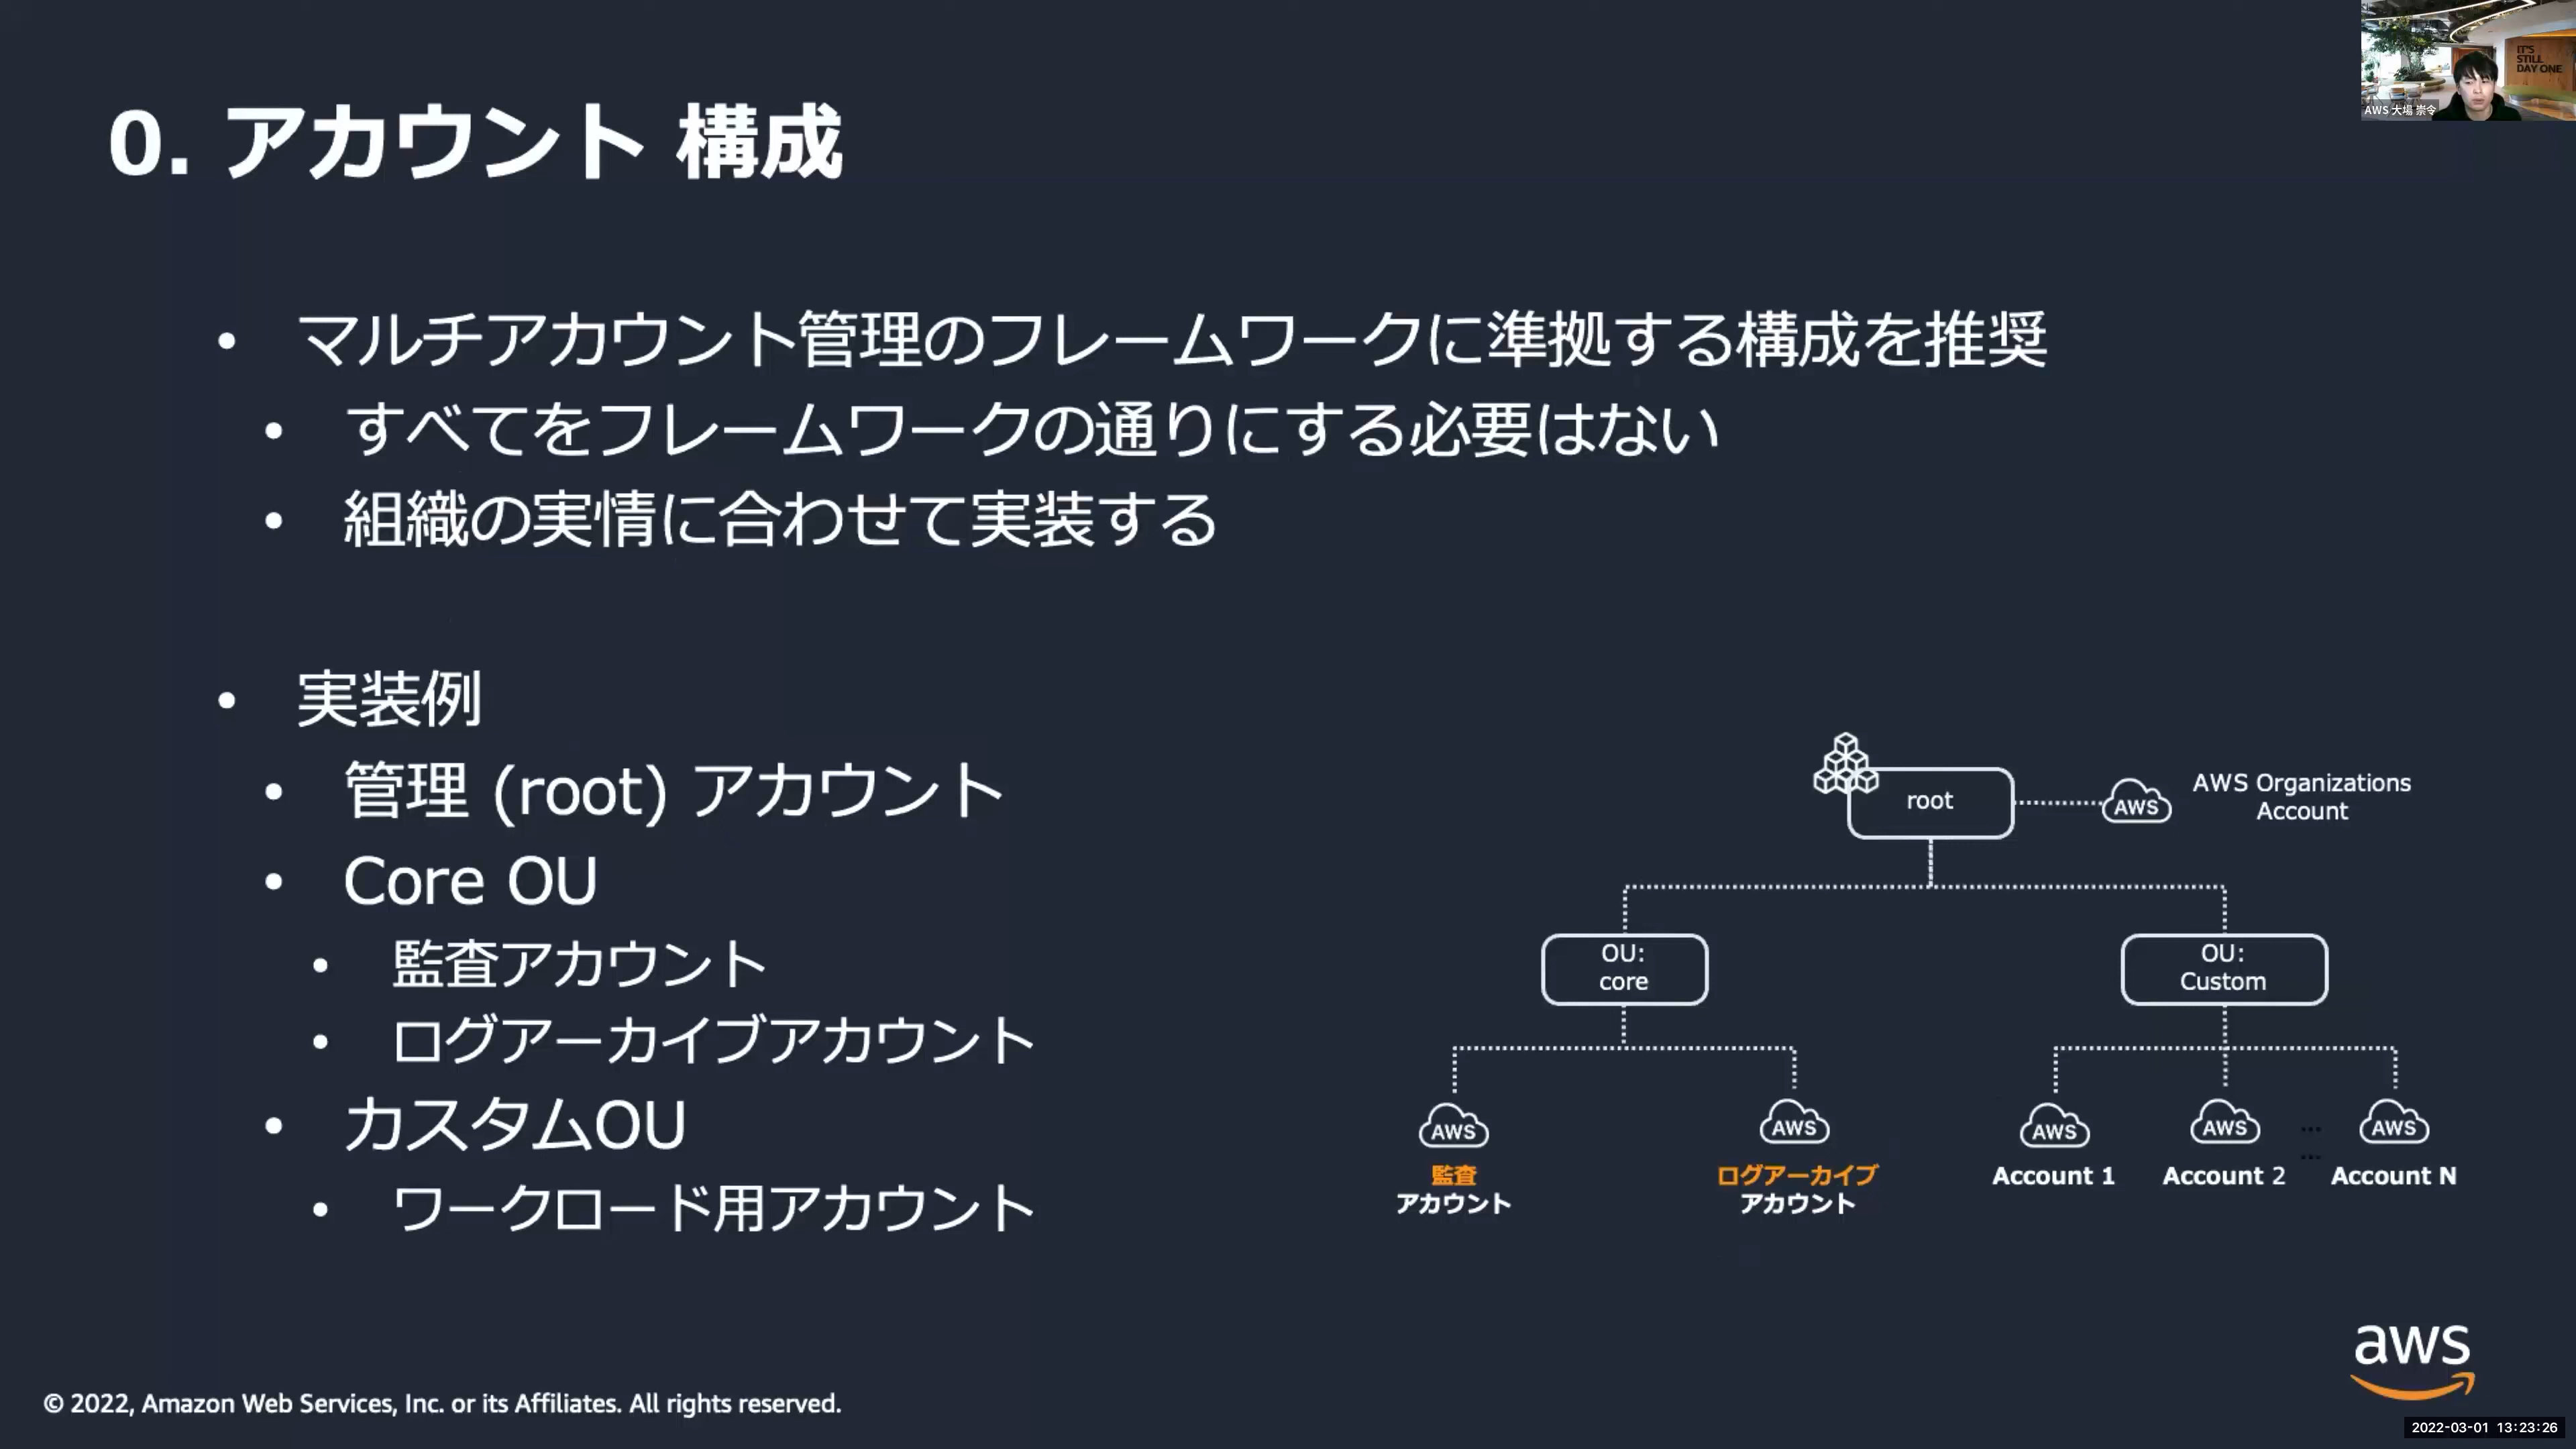 IT'S
STILL
DAY ONE
AWS 大場 崇令
0. アカウント 構成
• マルチアカウント管理のフレームワークに準拠する構成を推奨
• すべてをフレームワークの通りにする必要はない
• 組織の実情に合わせて実装する
• 実装例
• 管理 (root) アカウント
• Core OU
• 監査アカウント
• ログアーカイブアカウント
• カスタムOU
• ワークロード用アカウント
root
AWS
AWS Organizations
Account
OU:
core
OU:
Custom
AWS
監査
アカウント
AWS
ログアーカイブ
アカウント
AWS
Account 1
AWS
Account 2
...
...
AWS
Account N
aws
© 2022, Amazon Web Services, Inc. or its Affiliates. All rights reserved.
2022-03-01 13:23:26